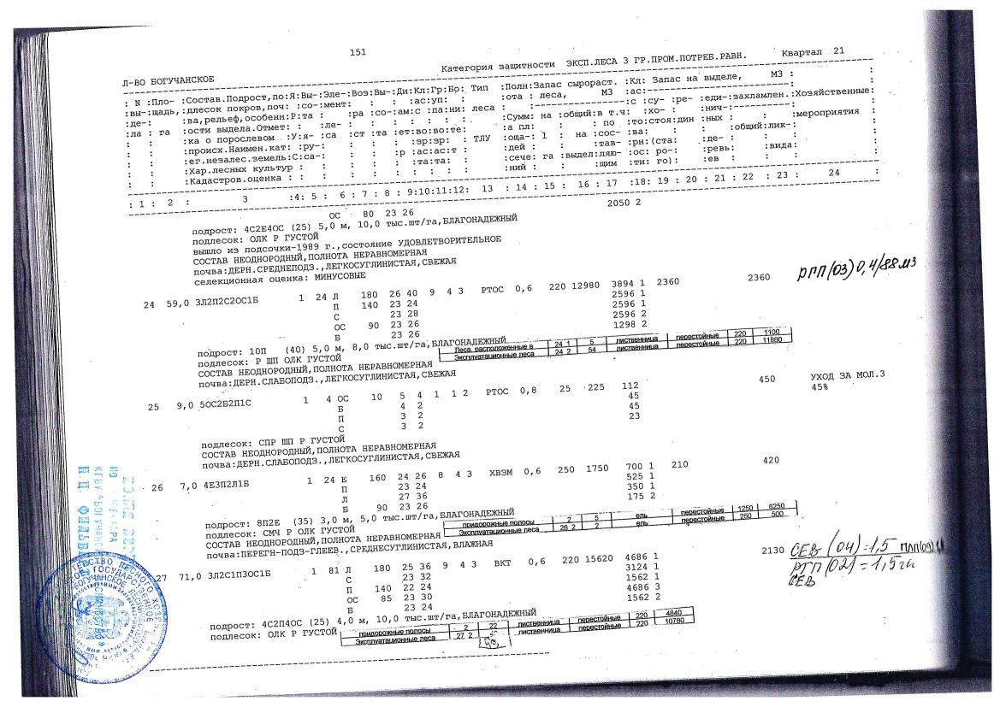 151
Л-ВО БОГУЧАНСКОЕ Категория защитности ЭКСП.ЛЕСА 3 ГР.ПРОМ.ПОТРЕБ.РАВН. Квартал 21
: N :Пло- :Состав.Подрост,по:Я:Вы-:Эле-:Воз:Вы-:Ди:Кл:Гр:Бо: Тип :Полн:Запас сырораст. :Кл: Запас на выделе, МЗ : :
:вы-:щадь,:длесок покров,поч: :со-:мент: : : :ас:уп: : :ота : леса, МЗ :ас:
:де-: :ва,рельеф,особенн:Р:та : :ра :со-:ам:с :па:ни: леса : :с :су- : ре- :еди-:захламлен.:Хозяйственные:
:ла : га :ости выдела.Отмет: : :ле- : : : : : : : :Сумм: на :общий:в т.ч: :хо- : :нич-: : :
: : :ка о порослевом :У:я- :са :ст :та :ет:во:во:те: :а пл: : : по :то:стоя:дин :ных : : :мероприятия :
: : :происх.Наимен.кат: :ру-: : : : :зр:зр: : ТЛУ :оща-: 1 : на :сос- :ва: : : :общий:лик-: :
: : :ег.незалес.земель:С:са-: : : :р :ас:ас:т : :дей : : :тав- :рн:(ста: :де- : : : :
: : :Хар.лесных культур : : : : : : :та:та: : :сече: га :выдел:ляю- :ос: ро- : :ревь: :вида: :
: : :Кадастров.оценка : : : : : : : : : : :ний : : :щим :ти: го): :ев : : : :
: 1 : 2 : 3 :4: 5 : 6 : 7 : 8 : 9:10:11:12: 13 : 14 : 15 : 16 : 17 :18: 19 : 20 : 21 : 22 : 23 : 24 :
ОС 80 23 26 2050 2
подрост: 4С2Е4ОС (25) 5,0 м, 10,0 тыс.шт/га,БЛАГОНАДЕЖНЫЙ
подлесок: ОЛК Р ГУСТОЙ
вышло из подсочки-1989 г.,состояние УДОВЛЕТВОРИТЕЛЬНОЕ
СОСТАВ НЕОДНОРОДНЫЙ,ПОЛНОТА НЕРАВНОМЕРНАЯ
почва:ДЕРН.СРЕДНЕПОДЗ.,ЛЕГКОСУГЛИНИСТАЯ,СВЕЖАЯ
селекционная оценка: МИНУСОВЫЕ
РГП(03)0,4/88м3
24 59,0 3Л2П2С2ОС1Б 1 24 Л 180 26 40 9 4 3 РТОС 0,6 220 12980 3894 1 2360 2360
П 140 23 24 2596 1
С 23 28 2596 1
ОС 90 23 26 2596 2
Б 23 26 1298 2
подрост: 10П (40) 5,0 м, 8,0 тыс.шт/га,БЛАГОНАДЕЖНЫЙ
подлесок: Р ШП ОЛК ГУСТОЙ
Леса, расположенные в 24 1 5 лиственница перестойные 220 1100
Эксплуатационные леса 24 2 54 лиственница перестойные 220 11880
СОСТАВ НЕОДНОРОДНЫЙ,ПОЛНОТА НЕРАВНОМЕРНАЯ
почва:ДЕРН.СЛАБОПОДЗ.,ЛЕГКОСУГЛИНИСТАЯ,СВЕЖАЯ
25 9,0 5ОС2Б2П1С 1 4 ОС 10 5 4 1 1 2 РТОС 0,8 25 225 112 450 УХОД ЗА МОЛ.3
Б 4 2 45 45%
П 3 2 45
С 3 2 23
подлесок: СПР ШП Р ГУСТОЙ
СОСТАВ НЕОДНОРОДНЫЙ,ПОЛНОТА НЕРАВНОМЕРНАЯ
почва:ДЕРН.СЛАБОПОДЗ.,ЛЕГКОСУГЛИНИСТАЯ,СВЕЖАЯ
26 7,0 4Е3П2Л1Б 1 24 Е 160 24 26 8 4 3 ХВЗМ 0,6 250 1750 700 1 210 420
П 23 24 525 1
Л 27 36 350 1
Б 90 23 26 175 2
подрост: 8П2Е (35) 3,0 м, 5,0 тыс.шт/га,БЛАГОНАДЕЖНЫЙ
подлесок: СМЧ Р ОЛК ГУСТОЙ
придорожные полосы 2 5 ель перестойные 1250 6250
Эксплуатационные леса 26 2 2 ель перестойные 250 500
СОСТАВ НЕОДНОРОДНЫЙ,ПОЛНОТА НЕРАВНОМЕРНАЯ
почва:ПЕРЕГН-ПОДЗ-ГЛЕЕВ.,СРЕДНЕСУГЛИНИСТАЯ,ВЛАЖНАЯ
27 71,0 3Л2С1П3ОС1Б 1 81 Л 180 25 36 9 4 3 ВКТ 0,6 220 15620 4686 1 2130
СЕВ (04)=1,5
РГП(02)=1,5га
СЕВ
С 23 32 3124 1
П 140 22 24 1562 1
ОС 85 23 30 4686 3
Б 23 24 1562 2
подрост: 4С2П4ОС (25) 4,0 м, 10,0 тыс.шт/га,БЛАГОНАДЕЖНЫЙ
подлесок: ОЛК Р ГУСТОЙ
придорожные полосы 2 22 лиственница перестойные 220 4840
Эксплуатационные леса 27 2 лиственница перестойные 220 10780